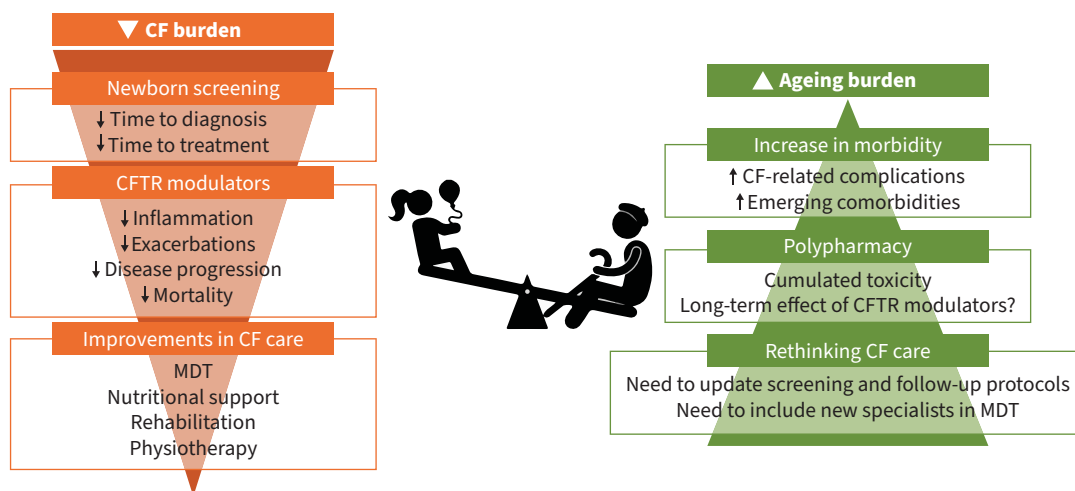 ▼ CF burden
Newborn screening
↓ Time to diagnosis
↓ Time to treatment
CFTR modulators
↓ Inflammation
↓ Exacerbations
↓ Disease progression
↓ Mortality
Improvements in CF care
MDT
Nutritional support
Rehabilitation
Physiotherapy
▲ Ageing burden
Increase in morbidity
↑ CF-related complications
↑ Emerging comorbidities
Polypharmacy
Cumulated toxicity
Long-term effect of CFTR modulators?
Rethinking CF care
Need to update screening and follow-up protocols
Need to include new specialists in MDT